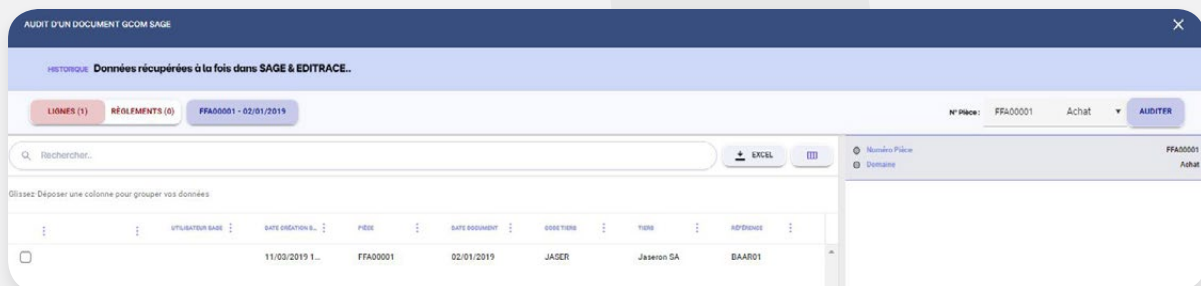 AUDIT D'UN DOCUMENT GCOM SAGE
HISTORIQUE Données récupérées à la fois dans SAGE & EDITRACE..
LIGNES (1) RÈGLEMENTS (0) FFA00001 - 02/01/2019 N° Pièce : FFA00001 Achat AUDITER
Rechercher.. EXCEL
Numéro Pièce FFA00001
Domaine Achat
Glissez-Déposer une colonne pour grouper vos données
UTILISATEUR SAGE DATE CRÉATION S... PIÈCE DATE DOCUMENT CODE TIERS TIERS RÉFÉRENCE
11/03/2019 1... FFA00001 02/01/2019 JASER Jaseron SA BAAR01